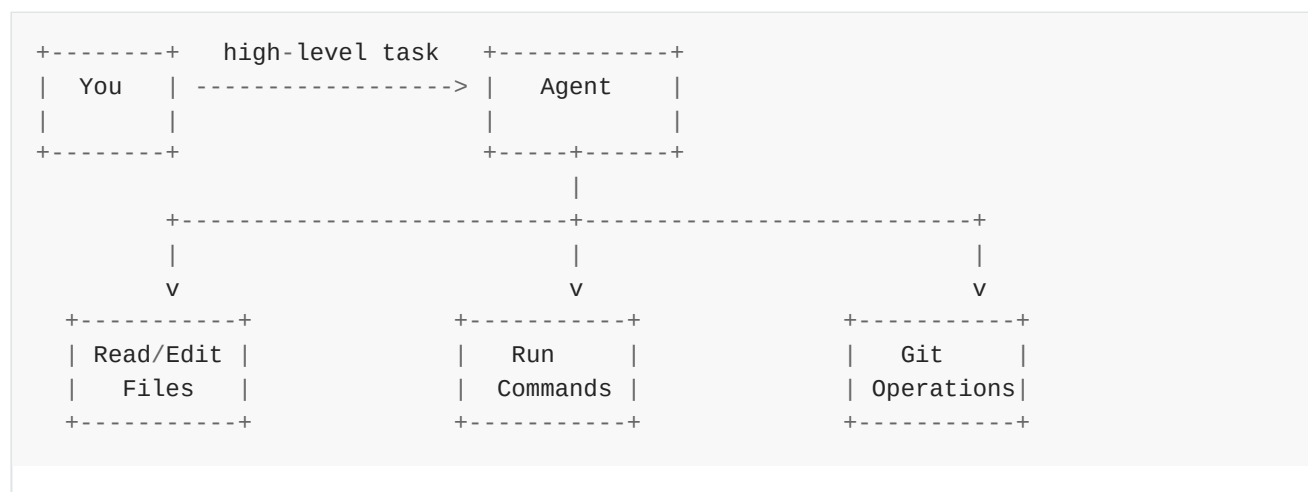 +--------+   high-level task   +------------+
|  You   | ------------------> |   Agent    |
|        |                     |            |
+--------+                     +-----+------+
                                     |
         +---------------------------+---------------------------+
         |                           |                           |
         v                           v                           v
  +-----------+              +-----------+              +-----------+
  | Read/Edit |              |   Run     |              |   Git     |
  |   Files   |              |  Commands |              | Operations|
  +-----------+              +-----------+              +-----------+